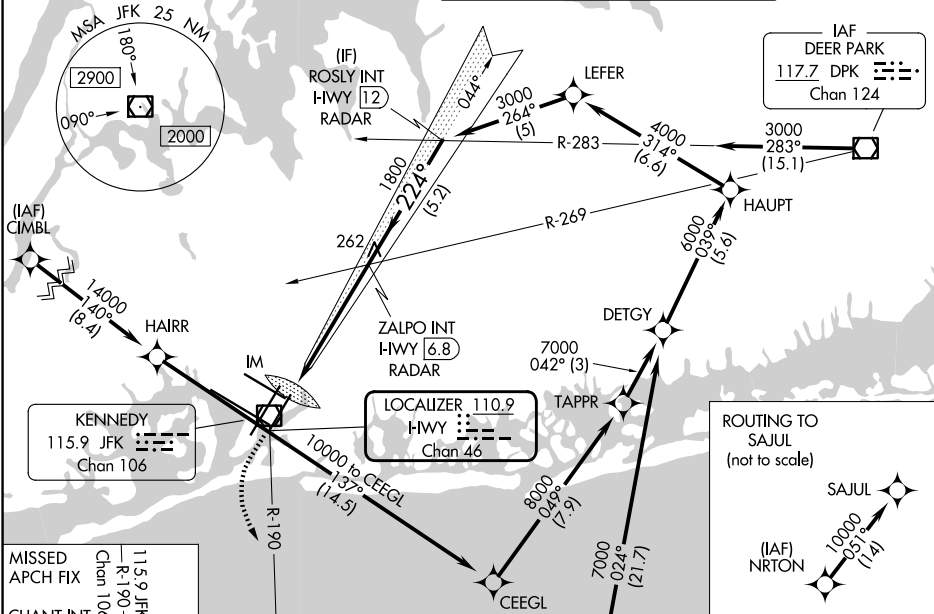 MSA JFK 25 NM
180°
2900
090°
2000
(IF)
ROSLY INT
I-WY 12
RADAR
044°
LEFER
3000
264°
(5)
IAF
DEER PARK
117.7 DPK
Chan 124
4000
314°
(6.6)
R-283
3000
283°
(15.1)
HAUPT
1800
224°
(5.2)
R-269
262
(IAF)
CIMBL
14000
140°
(8.4)
HAIRR
6000
039°
(5.6)
DETGY
ZALPO INT
I-IWY 6.8
RADAR
IM
7000
042° (3)
TAPPR
KENNEDY
115.9 JFK
Chan 106
LOCALIZER 110.9
I-IWY
Chan 46
10000 to CEEGL
137°
(14.5)
R-190
8000
049°
(7.9)
7000
024°
(21.7)
CEEGL
ROUTING TO
SAJUL
(not to scale)
SAJUL
10000
051°
(14)
(IAF)
NRTON
MISSED
APCH FIX
115.9 JFK
R-190
Chan 106
CHANT INT